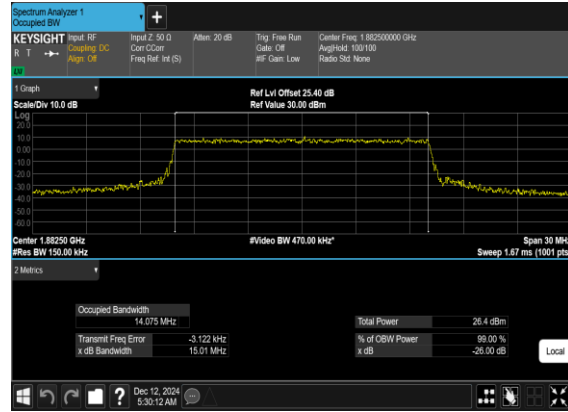 Spectrum Analyzer 1
Occupied BW
+
KEYSIGHT Input: RF Input Z: 50 Ω Atten: 20 dB Trig: Free Run Center Freq: 1.882500000 GHz
R T Coupling: DC Corr CCorr Gate: Off Avg|Hold: 100/100
Align: Off Freq Ref: Int (S) #IF Gain: Low Radio Std: None
1 Graph Ref Lvl Offset 25.40 dB
Scale/Div 10.0 dB Ref Value 30.00 dBm
Log
20.0
10.0
0.00
-10.0
-20.0
-30.0
-40.0
-50.0
-60.0
Center 1.88250 GHz #Video BW 470.00 kHz* Span 30 MHz
#Res BW 150.00 kHz Sweep 1.67 ms (1001 pts)
2 Metrics
Occupied Bandwidth
14.075 MHz Total Power 26.4 dBm
Transmit Freq Error -3.122 kHz % of OBW Power 99.00 %
x dB Bandwidth 15.01 MHz x dB -26.00 dB
Local
? Dec 12, 2024
5:30:12 AM